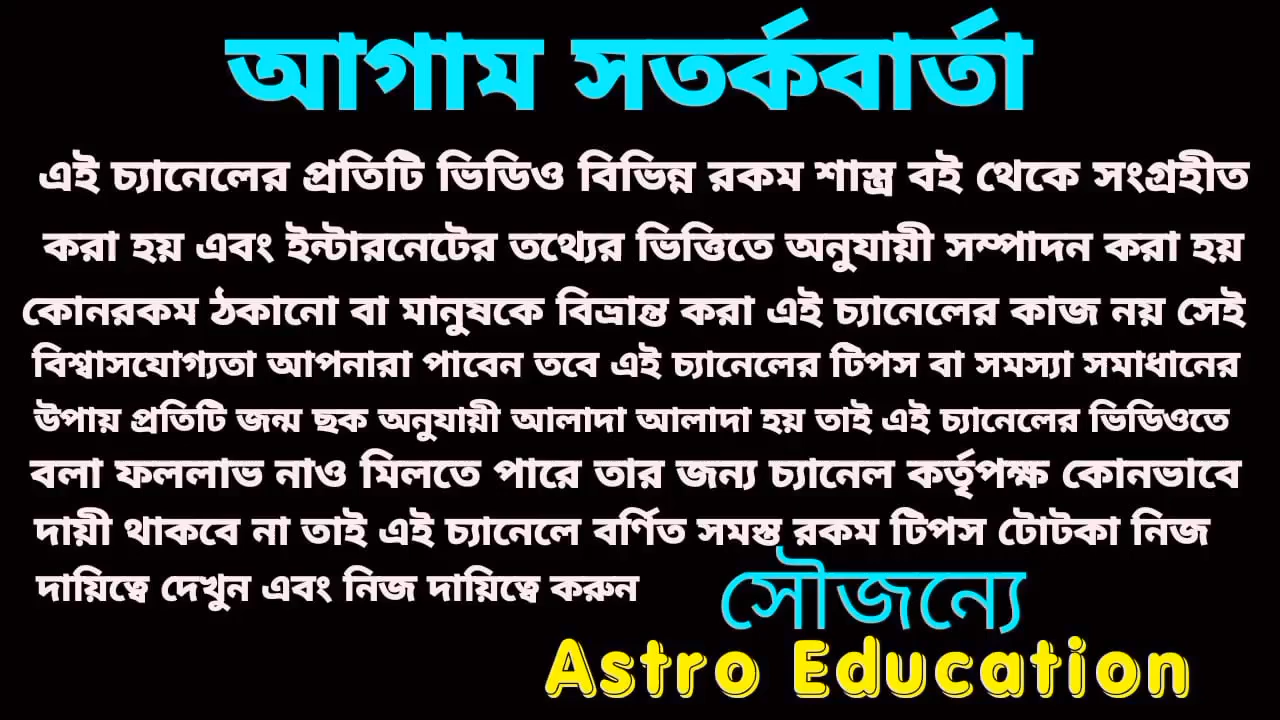 আগাম সতর্কবার্তা
এই চ্যানেলের প্রতিটি ভিডিও বিভিন্ন রকম শাস্ত্র বই থেকে সংগ্রহীত
করা হয় এবং ইন্টারনেটের তথ্যের ভিত্তিতে অনুযায়ী সম্পাদন করা হয়
কোনরকম ঠকানো বা মানুষকে বিভ্রান্ত করা এই চ্যানেলের কাজ নয় সেই
বিশ্বাসযোগ্যতা আপনারা পাবেন তবে এই চ্যানেলের টিপস বা সমস্যা সমাধানের
উপায় প্রতিটি জন্ম ছক অনুযায়ী আলাদা আলাদা হয় তাই এই চ্যানেলের ভিডিওতে
বলা ফললাভ নাও মিলতে পারে তার জন্য চ্যানেল কর্তৃপক্ষ কোনভাবে
দায়ী থাকবে না তাই এই চ্যানেলে বর্ণিত সমস্ত রকম টিপস টোটকা নিজ
দায়িত্বে দেখুন এবং নিজ দায়িত্বে করুন
সৌজন্যে
Astro Education